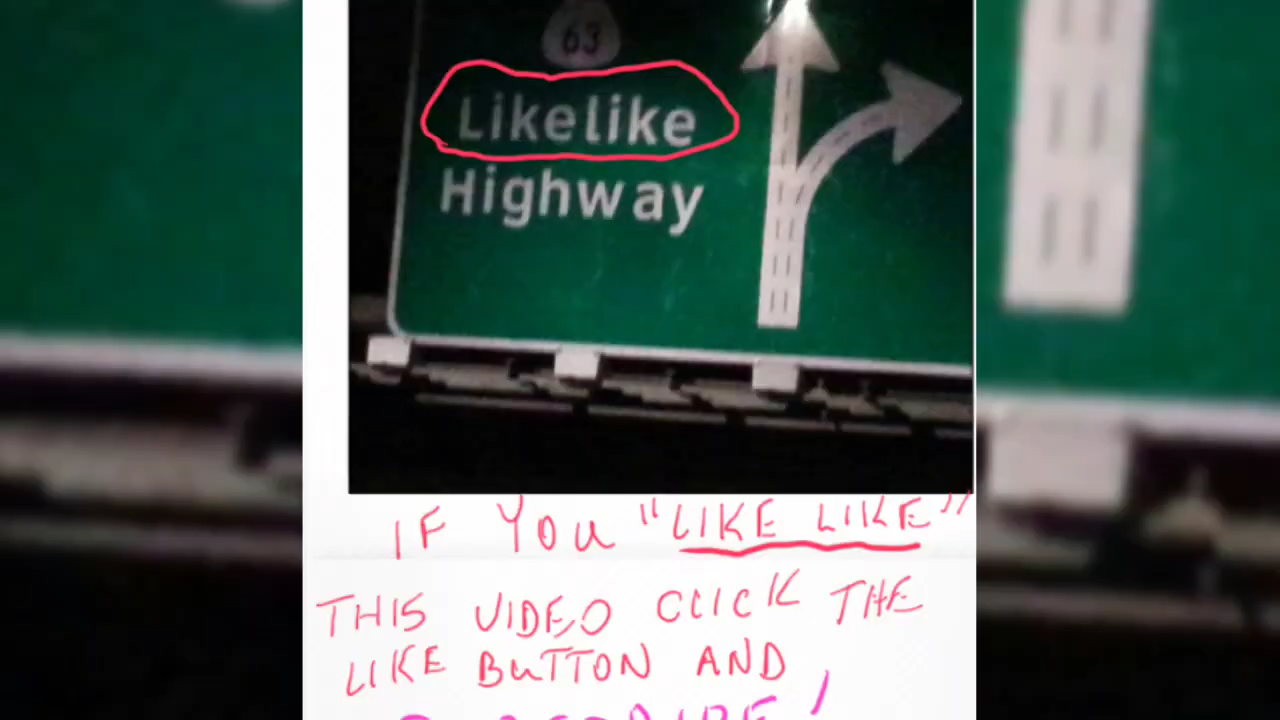 63
Likelike
Highway
IF YOU "LIKE LIKE"
THIS VIDEO CLICK THE
LIKE BUTTON AND